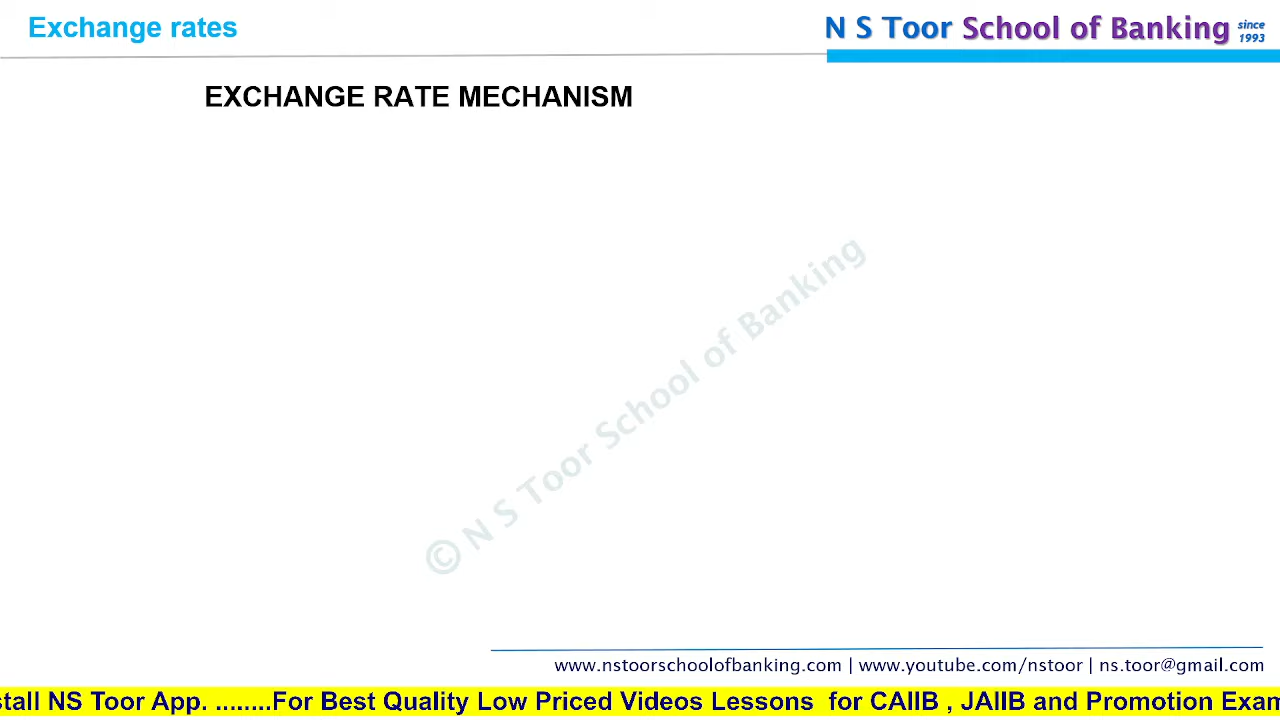 Exchange rates
N S Toor School of Banking since 1993
EXCHANGE RATE MECHANISM
© N S Toor School of Banking
www.nstoorschoolofbanking.com | www.youtube.com/nstoor | ns.toor@gmail.com
stall NS Toor App. ........For Best Quality Low Priced Videos Lessons for CAIIB , JAIIB and Promotion Exam